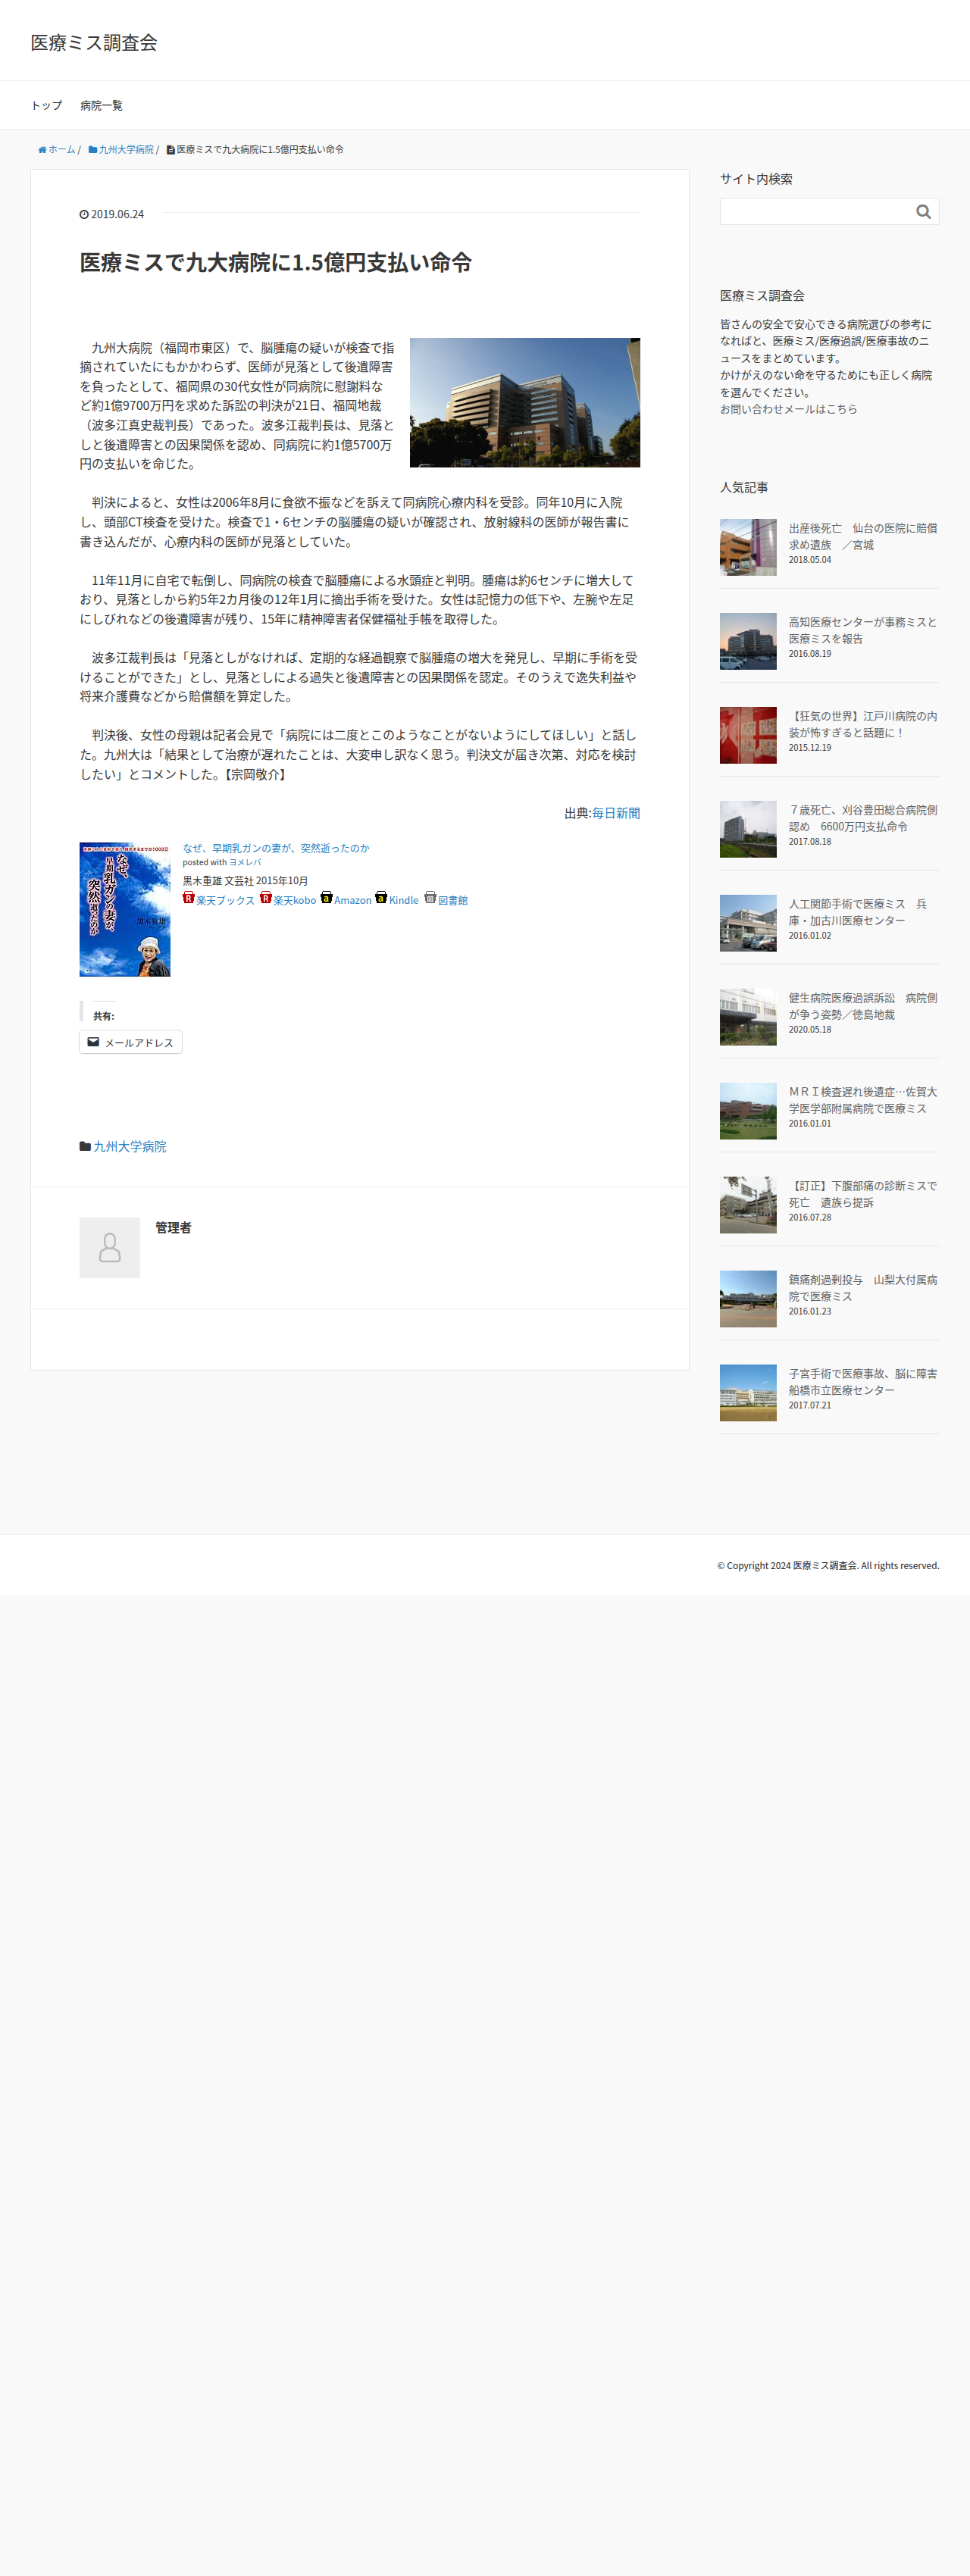 医療ミス調査会
トップ 病院一覧
ホーム / 九州大学病院 / 医療ミスで九大病院に1.5億円支払い命令
2019.06.24
医療ミスで九大病院に1.5億円支払い命令
　九州大病院（福岡市東区）で、脳腫瘍の疑いが検査で指
摘されていたにもかかわらず、医師が見落として後遺障害
を負ったとして、福岡県の30代女性が同病院に慰謝料な
ど約1億9700万円を求めた訴訟の判決が21日、福岡地裁
（波多江真史裁判長）であった。波多江裁判長は、見落と
しと後遺障害との因果関係を認め、同病院に約1億5700万
円の支払いを命じた。
　判決によると、女性は2006年8月に食欲不振などを訴えて同病院心療内科を受診。同年10月に入院
し、頭部CT検査を受けた。検査で1・6センチの脳腫瘍の疑いが確認され、放射線科の医師が報告書に
書き込んだが、心療内科の医師が見落としていた。
　11年11月に自宅で転倒し、同病院の検査で脳腫瘍による水頭症と判明。腫瘍は約6センチに増大して
おり、見落としから約5年2カ月後の12年1月に摘出手術を受けた。女性は記憶力の低下や、左腕や左足
にしびれなどの後遺障害が残り、15年に精神障害者保健福祉手帳を取得した。
　波多江裁判長は「見落としがなければ、定期的な経過観察で脳腫瘍の増大を発見し、早期に手術を受
けることができた」とし、見落としによる過失と後遺障害との因果関係を認定。そのうえで逸失利益や
将来介護費などから賠償額を算定した。
　判決後、女性の母親は記者会見で「病院には二度とこのようなことがないようにしてほしい」と話し
た。九州大は「結果として治療が遅れたことは、大変申し訳なく思う。判決文が届き次第、対応を検討
したい」とコメントした。【宗岡敬介】
出典:毎日新聞
なぜ、早期乳ガンの妻が、突然逝ったのか
なぜ、早期乳ガンの妻が、突然逝ったのか
posted with ヨメレバ
黒木重雄 文芸社 2015年10月
楽天ブックス 楽天kobo Amazon Kindle 図書館
共有:
メールアドレス
九州大学病院
管理者
サイト内検索
医療ミス調査会
皆さんの安全で安心できる病院選びの参考に
なればと、医療ミス/医療過誤/医療事故のニ
ュースをまとめています。
かけがえのない命を守るためにも正しく病院
を選んでください。
お問い合わせメールはこちら
人気記事
出産後死亡　仙台の医院に賠償
求め遺族　／宮城
2018.05.04
高知医療センターが事務ミスと
医療ミスを報告
2016.08.19
【狂気の世界】江戸川病院の内
装が怖すぎると話題に！
2015.12.19
７歳死亡、刈谷豊田総合病院側
認め　6600万円支払命令
2017.08.18
人工関節手術で医療ミス　兵
庫・加古川医療センター
2016.01.02
健生病院医療過誤訴訟　病院側
が争う姿勢／徳島地裁
2020.05.18
ＭＲＩ検査遅れ後遺症…佐賀大
学医学部附属病院で医療ミス
2016.01.01
【訂正】下腹部痛の診断ミスで
死亡　遺族ら提訴
2016.07.28
鎮痛剤過剰投与　山梨大付属病
院で医療ミス
2016.01.23
子宮手術で医療事故、脳に障害
船橋市立医療センター
2017.07.21
© Copyright 2024 医療ミス調査会. All rights reserved.